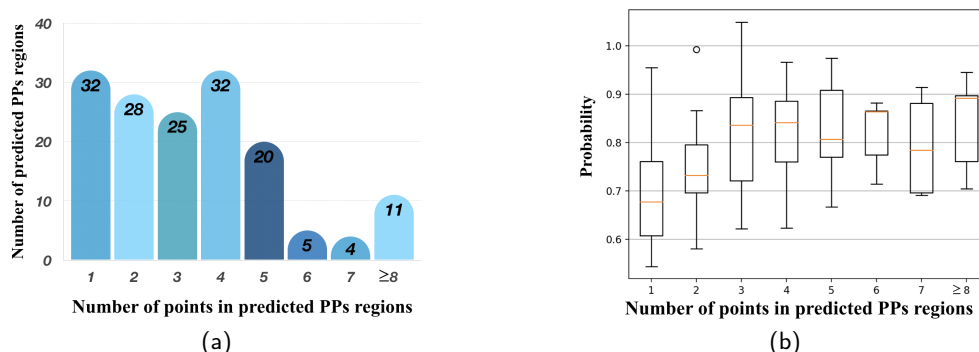 Number of predicted PPs regions
40
30
20
10
0
32
28
25
32
20
5
4
11
1 2 3 4 5 6 7 ≥8
Number of points in predicted PPs regions
(a)
Probability
1.0
0.9
0.8
0.7
0.6
1 2 3 4 5 6 7 ≥8
Number of points in predicted PPs regions
(b)